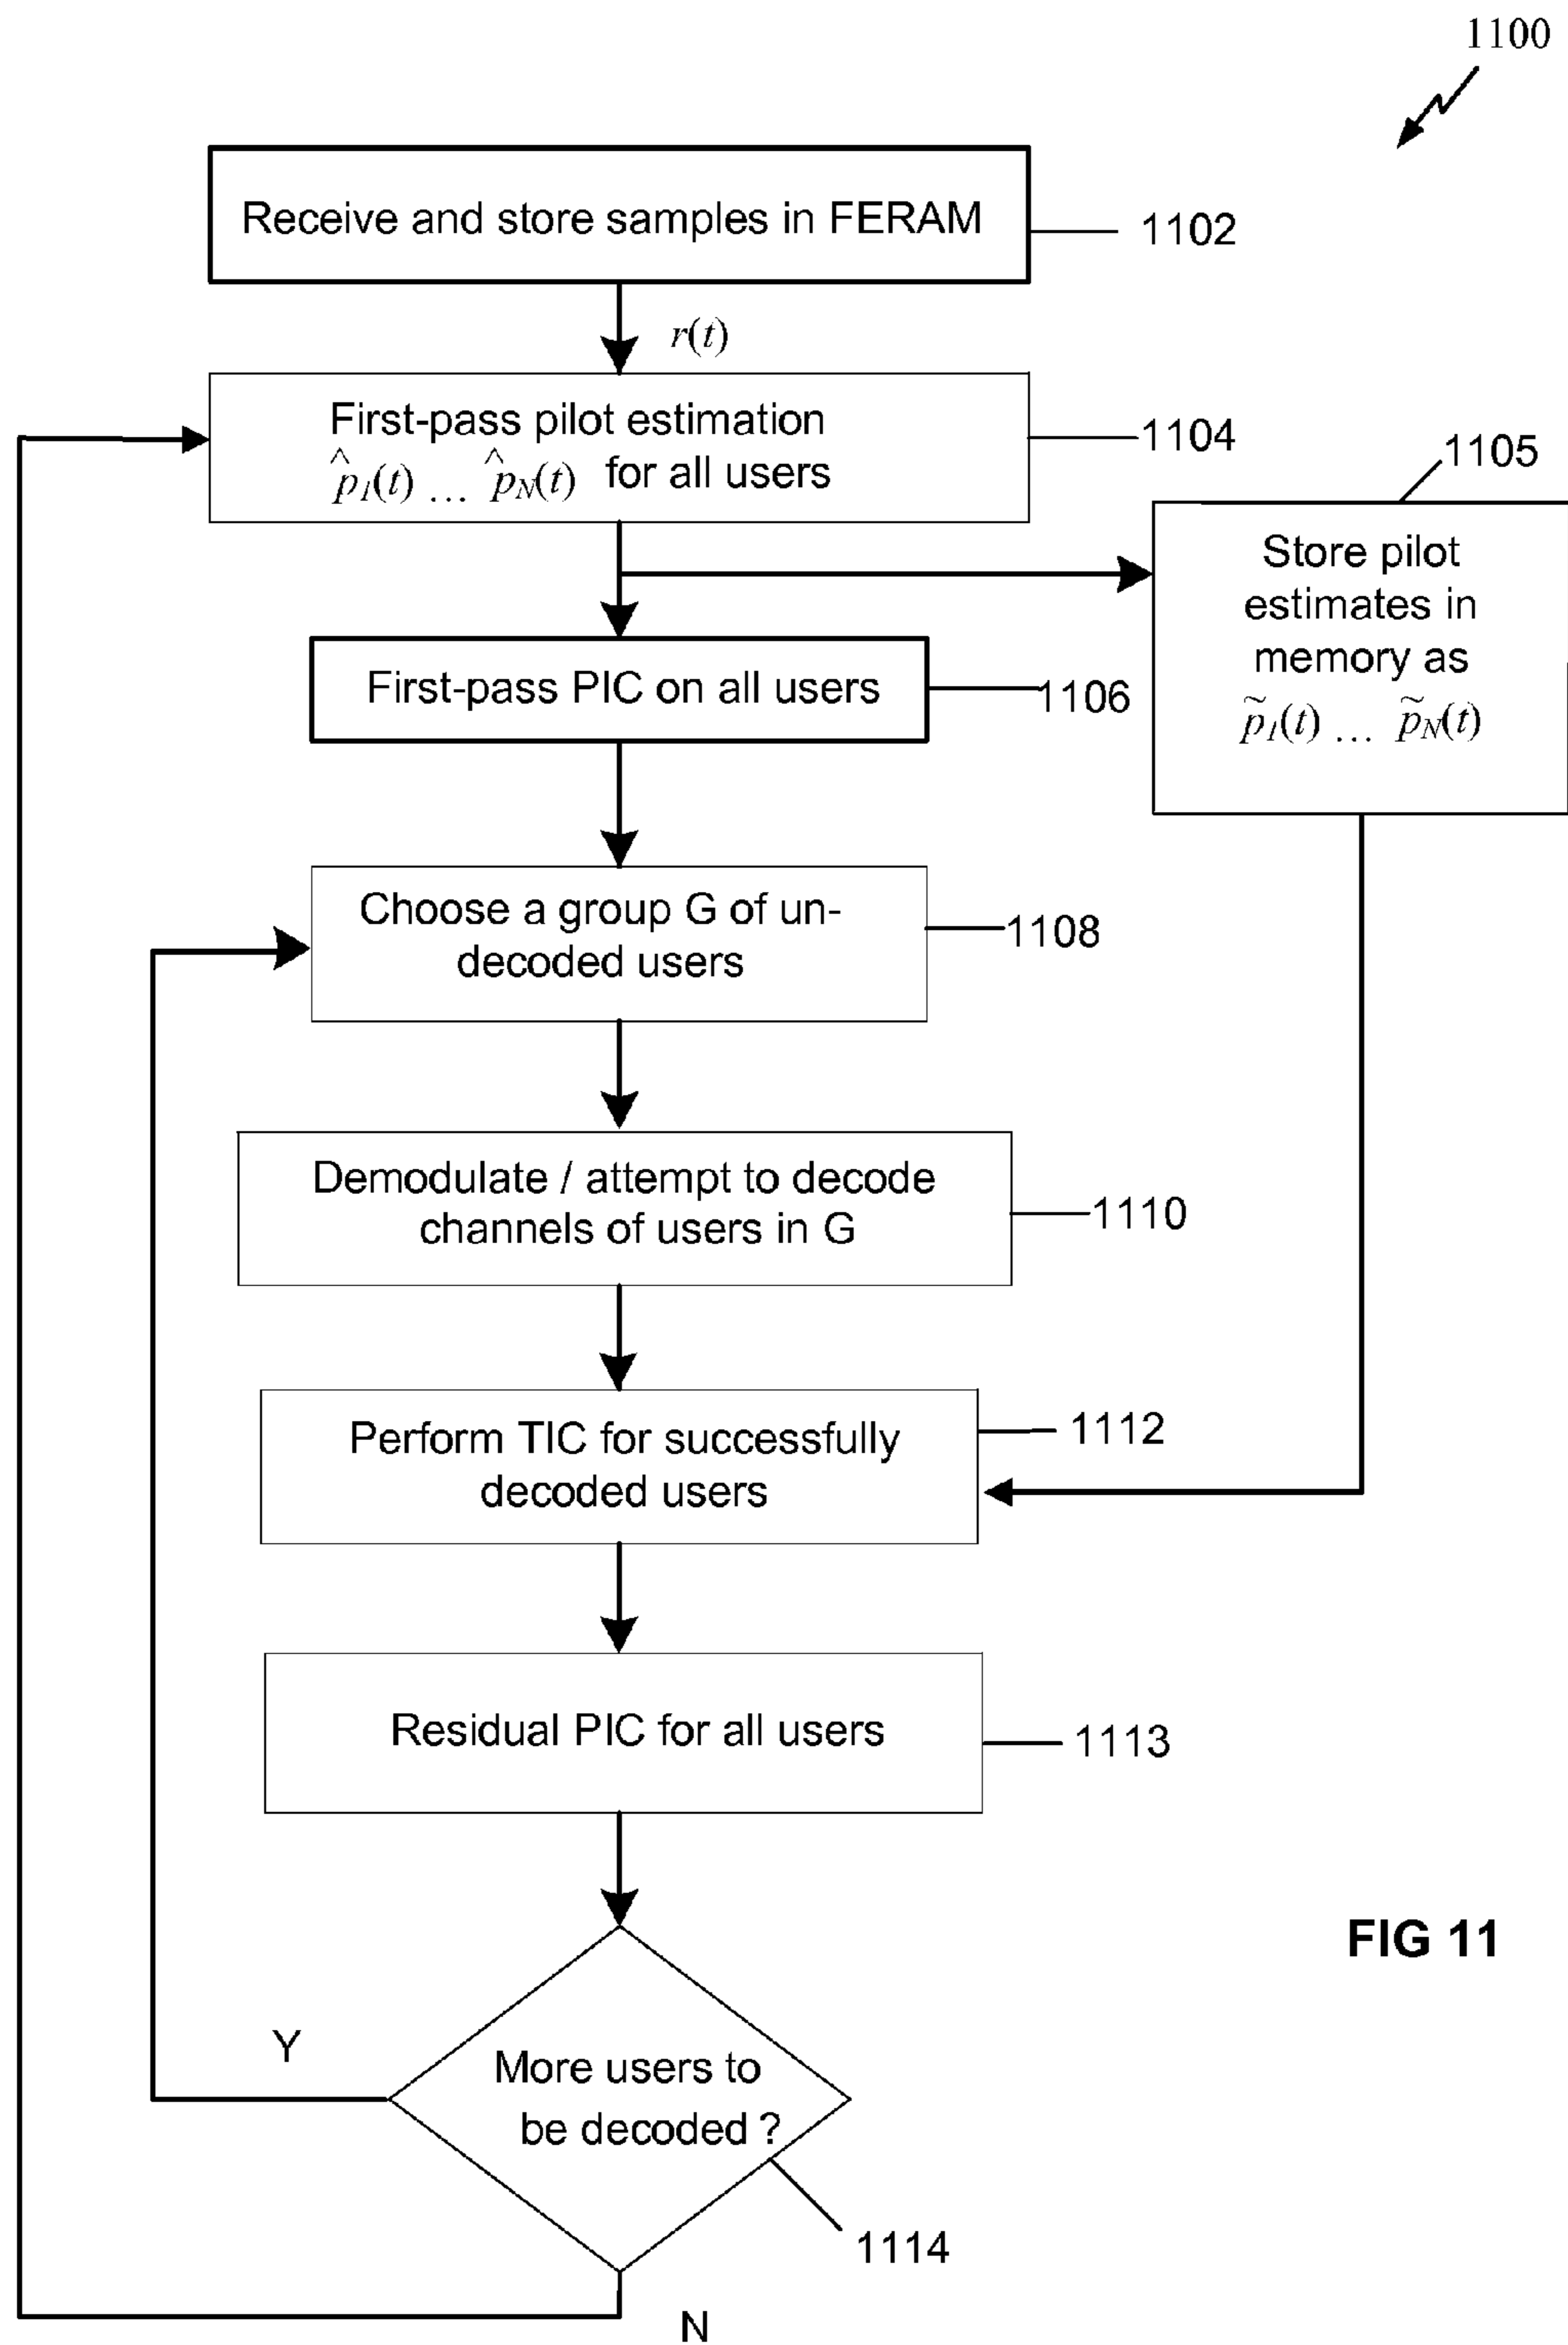 1100
Receive and store samples in FERAM
1102
r(t)
First-pass pilot estimation
p̂₁(t) ... p̂_N(t) for all users
1104
1105
Store pilot
estimates in
memory as
p̃₁(t) ... p̃_N(t)
First-pass PIC on all users
1106
Choose a group G of un-
decoded users
1108
Demodulate / attempt to decode
channels of users in G
1110
Perform TIC for successfully
decoded users
1112
Residual PIC for all users
1113
FIG 11
Y
More users to
be decoded ?
1114
N